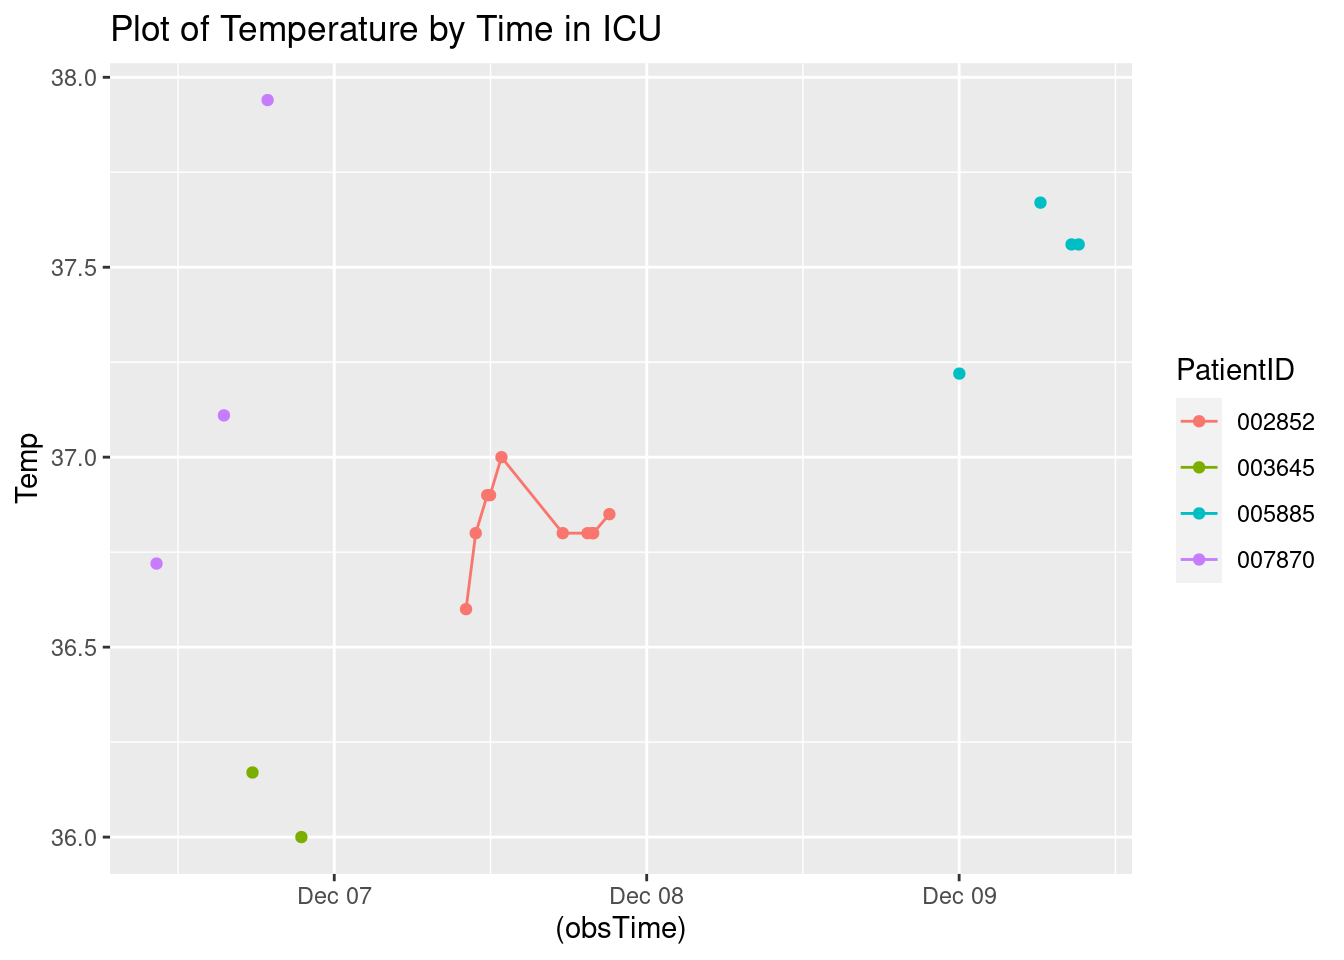 Plot of Temperature by Time in ICU
38.0
37.5
37.0
36.5
36.0
Temp
Dec 07
Dec 08
Dec 09
(obsTime)
PatientID
002852
003645
005885
007870